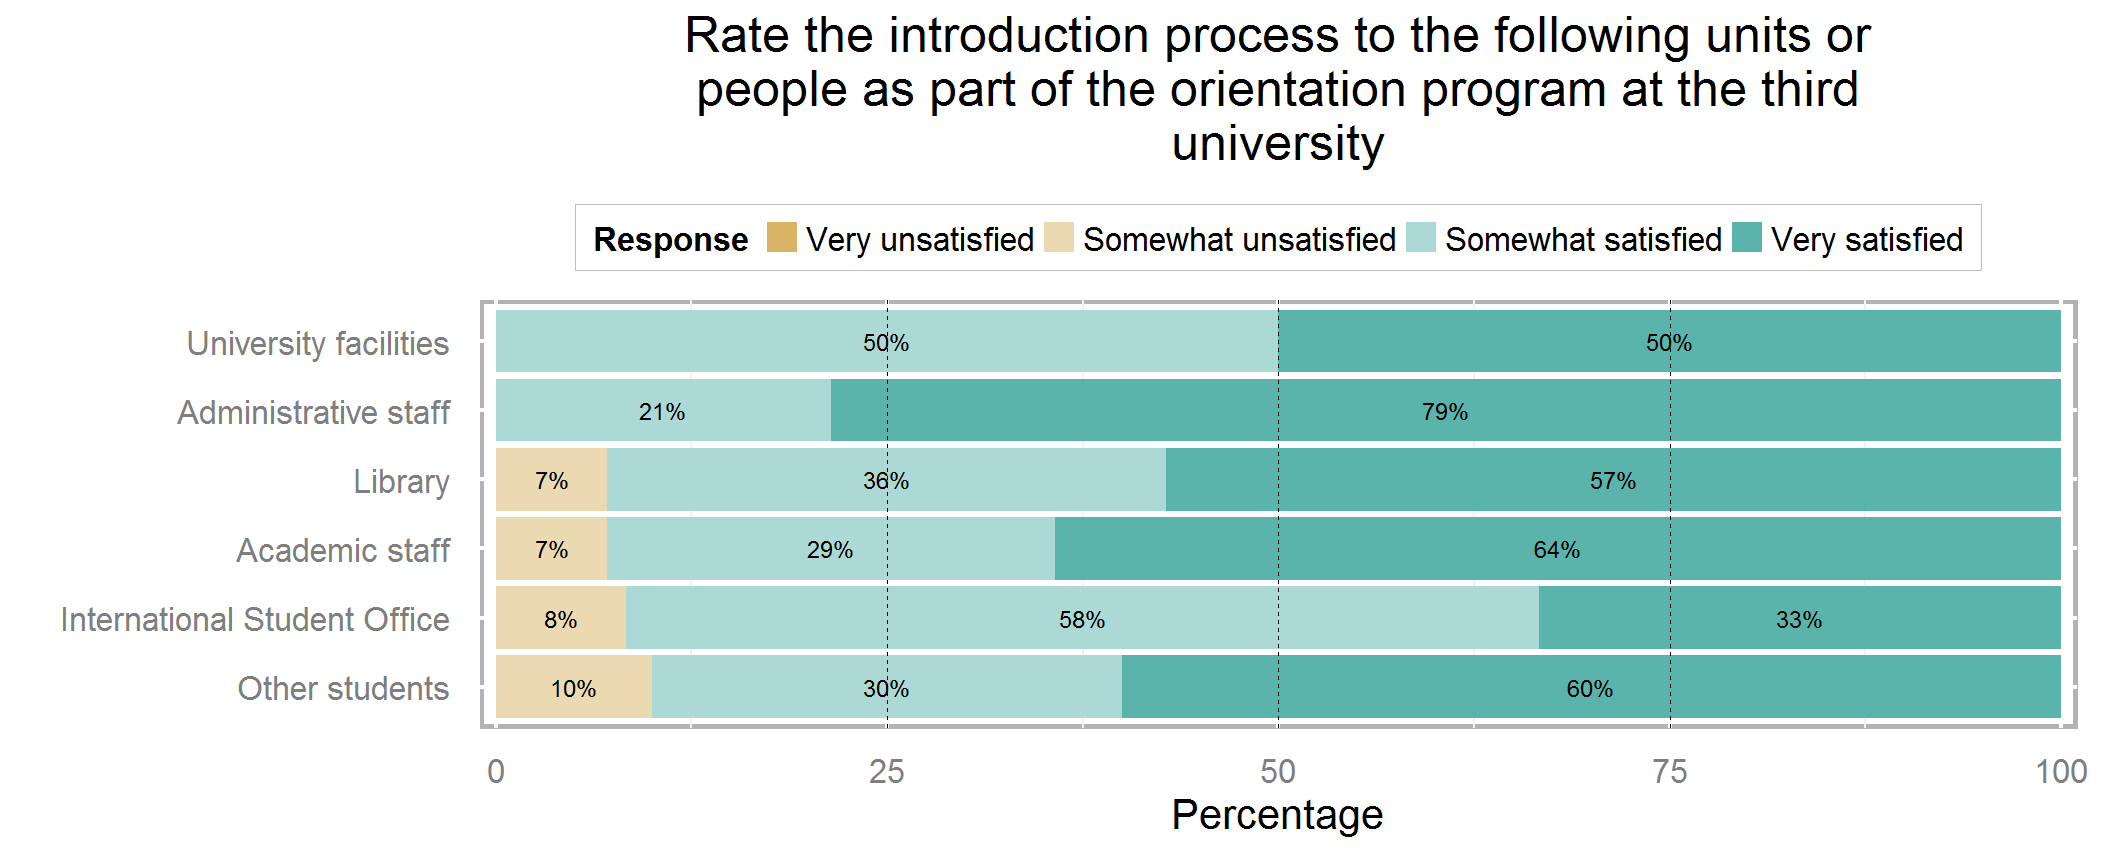 Rate the introduction process to the following units or
people as part of the orientation program at the third
university
Response Very unsatisfied Somewhat unsatisfied Somewhat satisfied Very satisfied
University facilities 50% 50%
Administrative staff 21% 79%
Library 7% 36% 57%
Academic staff 7% 29% 64%
International Student Office 8% 58% 33%
Other students 10% 30% 60%
0 25 50 75 100
Percentage